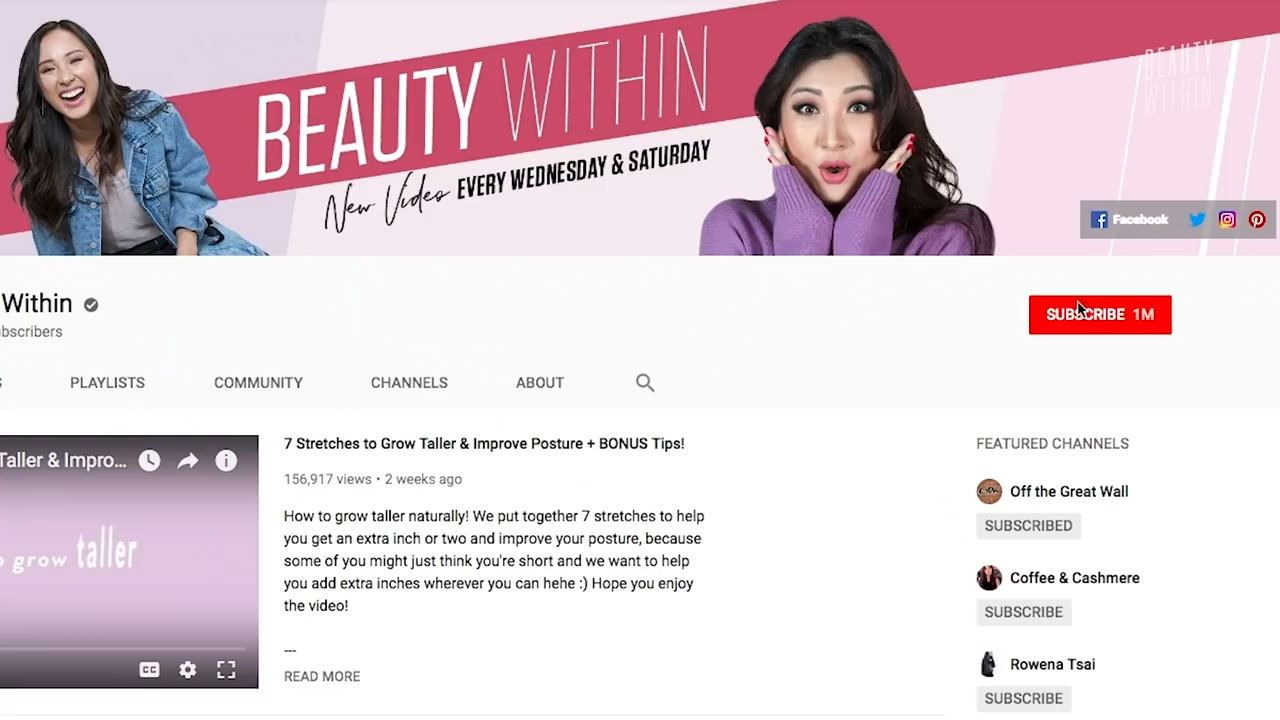 BEAUTY WITHIN
New Video EVERY WEDNESDAY & SATURDAY
BEAUTY
WITHIN
Facebook
Within
SUBSCRIBE 1M
bscribers
S PLAYLISTS COMMUNITY CHANNELS ABOUT
Taller & Impro...
grow taller
CC
7 Stretches to Grow Taller & Improve Posture + BONUS Tips!
156,917 views • 2 weeks ago
How to grow taller naturally! We put together 7 stretches to help
you get an extra inch or two and improve your posture, because
some of you might just think you're short and we want to help
you add extra inches wherever you can hehe :) Hope you enjoy
the video!
---
READ MORE
FEATURED CHANNELS
Off the Great Wall
SUBSCRIBED
Coffee & Cashmere
SUBSCRIBE
Rowena Tsai
SUBSCRIBE